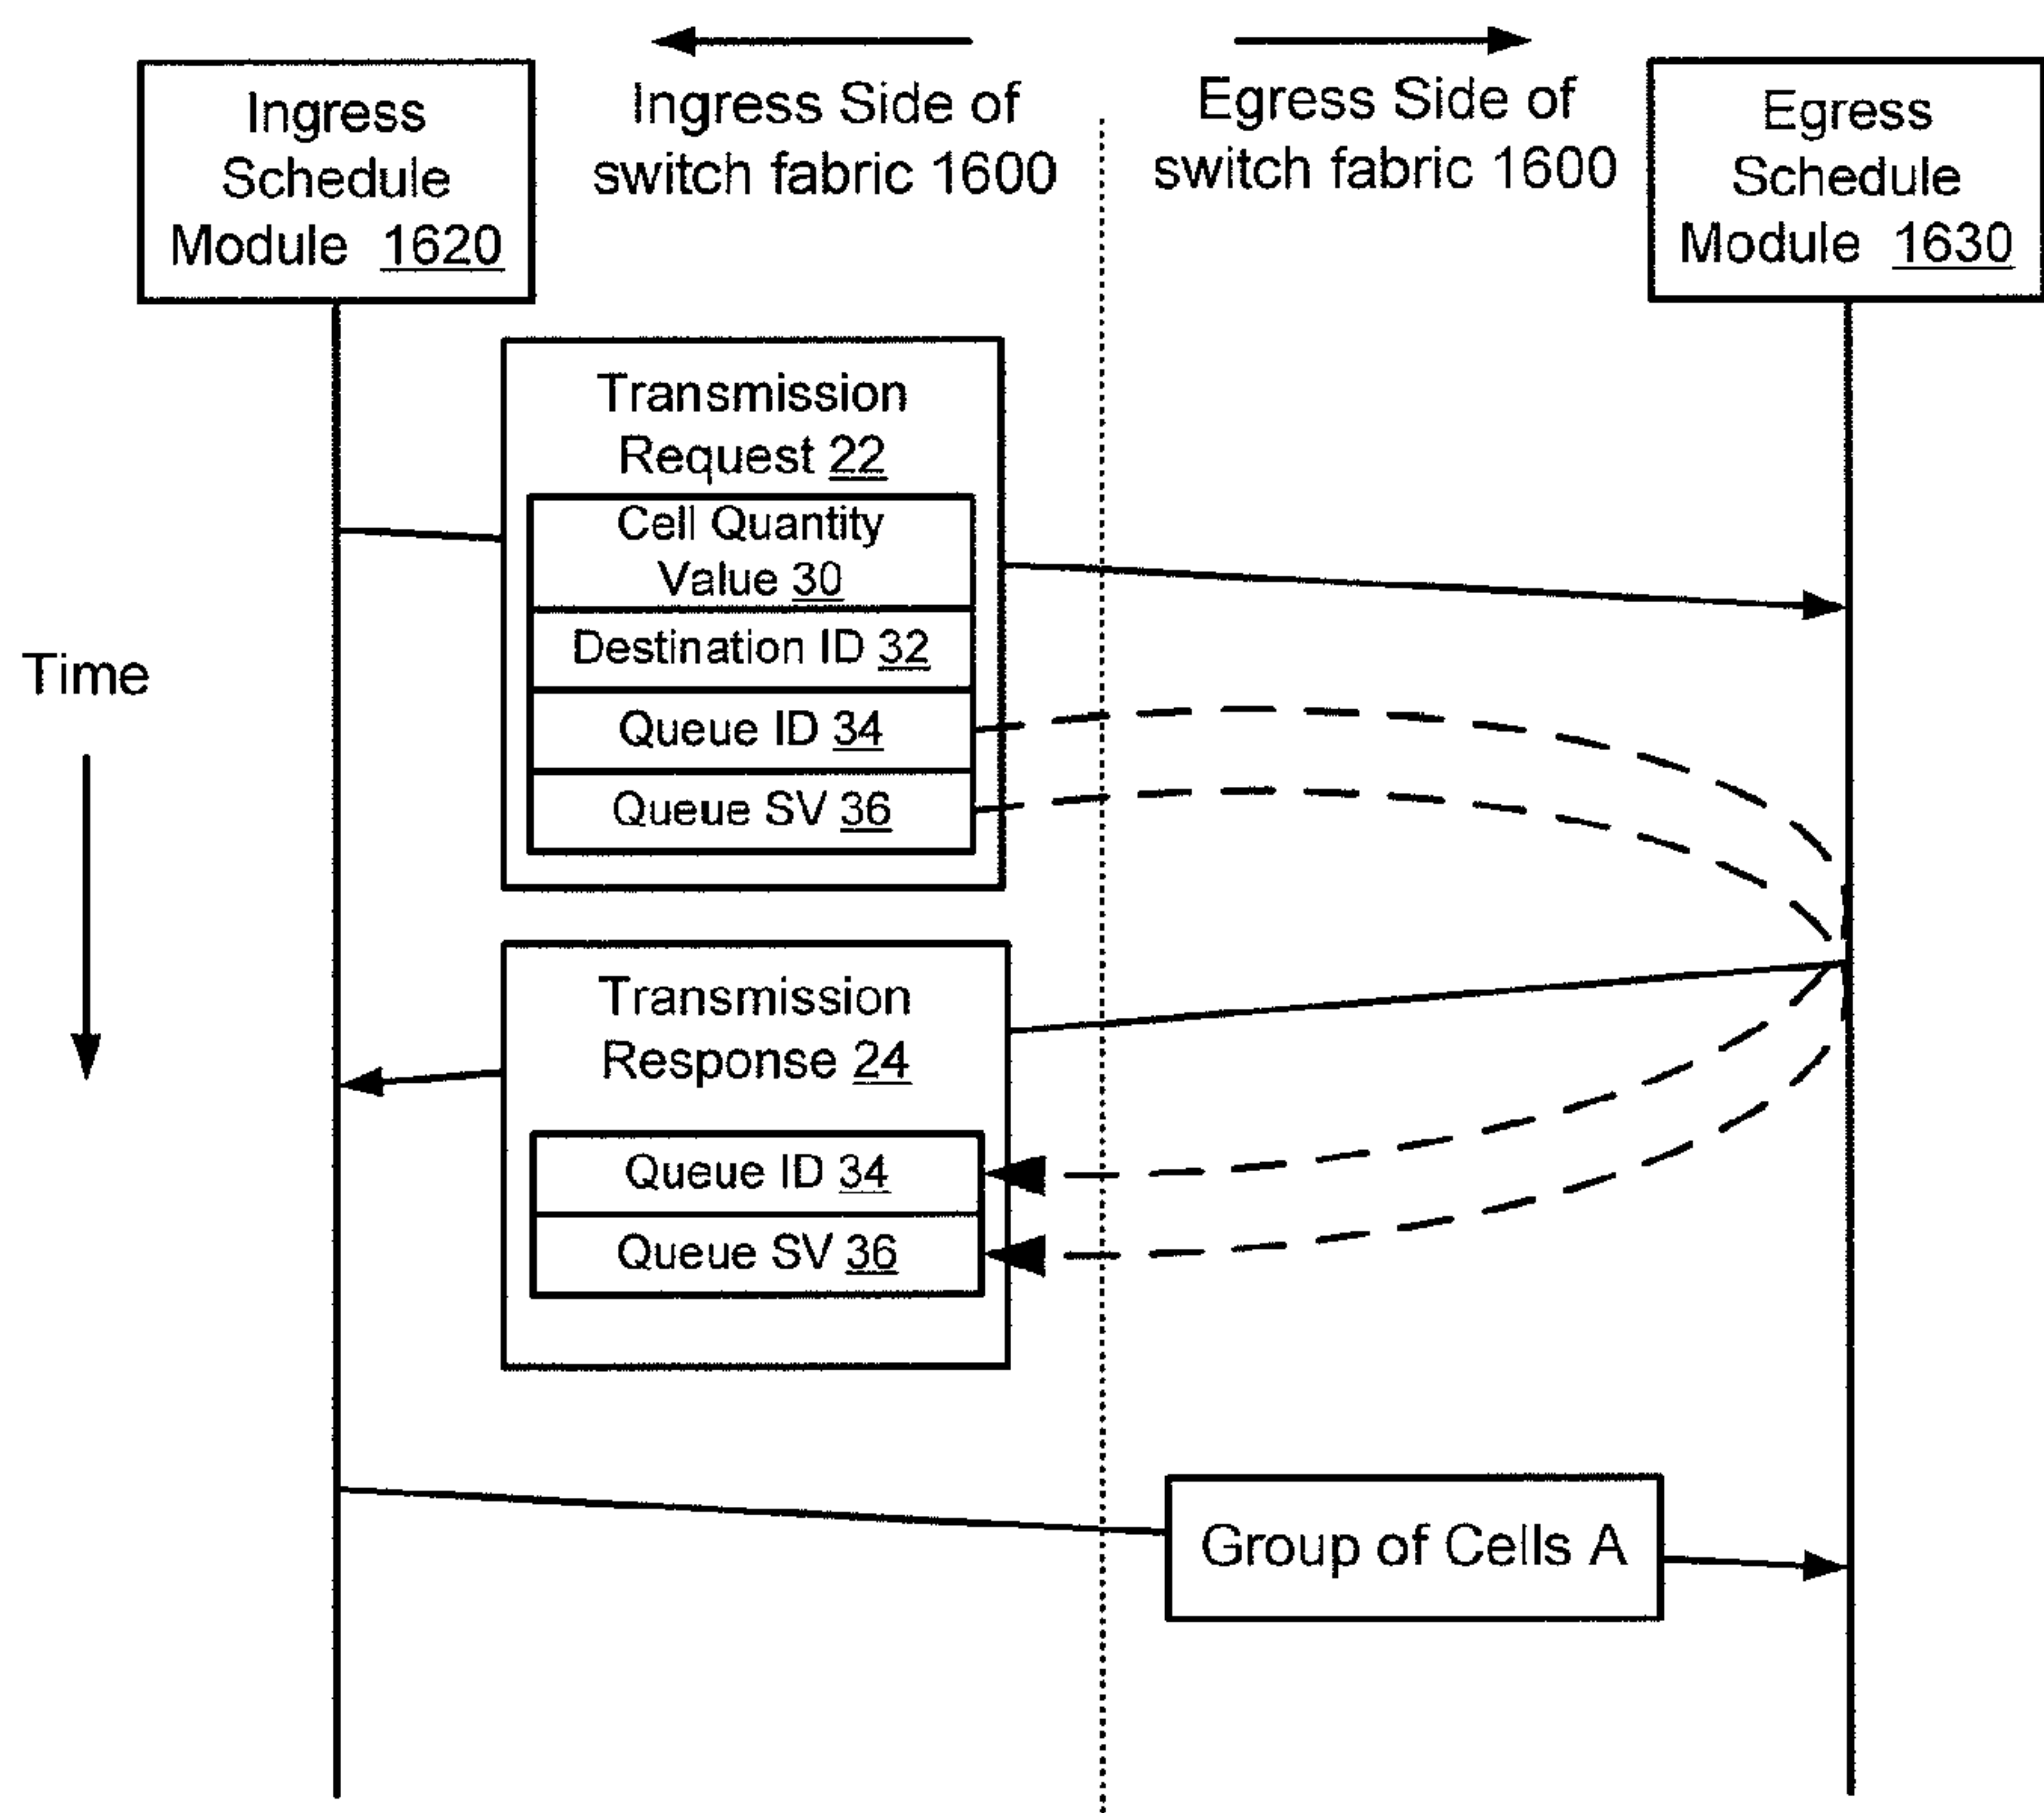 Ingress
Schedule
Module 1620
Ingress Side of
switch fabric 1600
Egress Side of
switch fabric 1600
Egress
Schedule
Module 1630
Transmission
Request 22
Cell Quantity
Value 30
Destination ID 32
Queue ID 34
Queue SV 36
Time
Transmission
Response 24
Queue ID 34
Queue SV 36
Group of Cells A